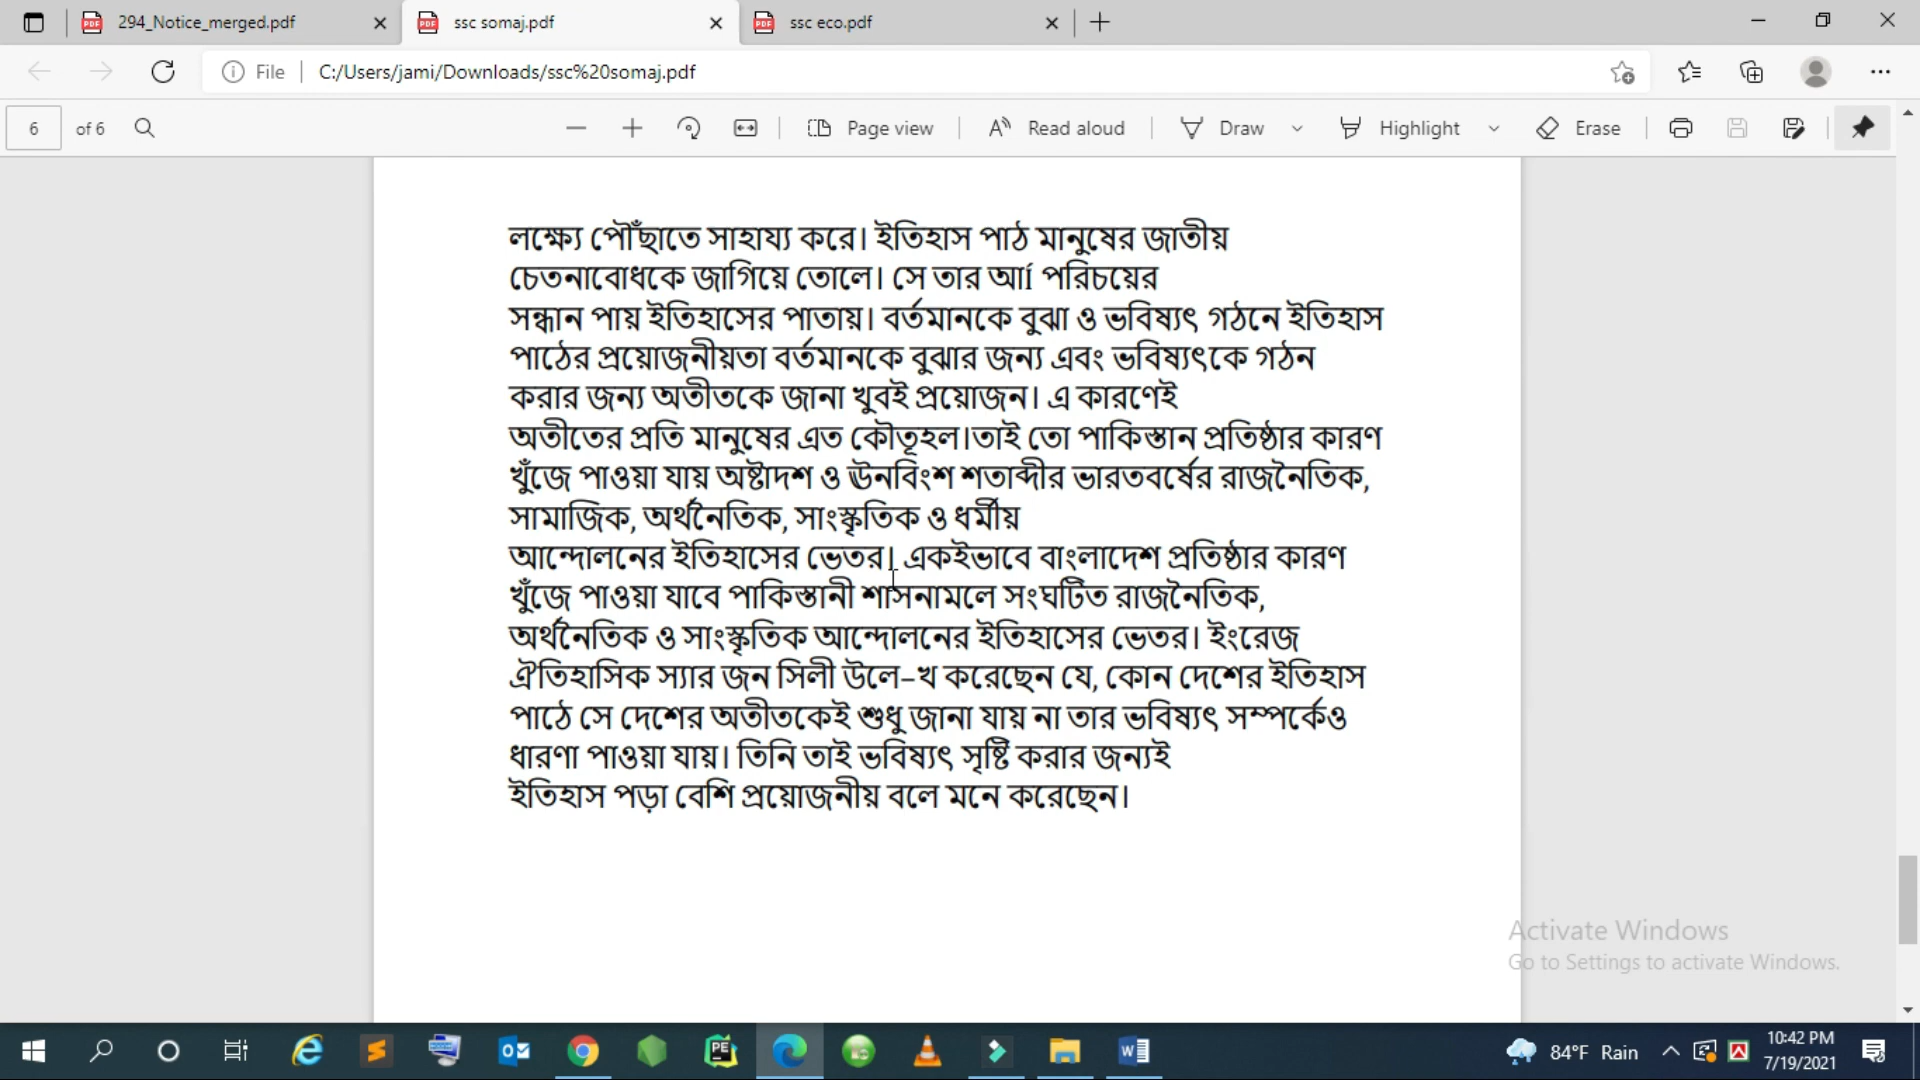 294_Notice_merged.pdf
ssc somaj.pdf
ssc eco.pdf
File
C:/Users/jami/Downloads/ssc%20somaj.pdf
6 of 6
Page view
Read aloud
Draw
Highlight
Erase
লক্ষ্যে পৌঁছাতে সাহায্য করে। ইতিহাস পাঠ মানুষের জাতীয়
চেতনাবোধকে জাগিয়ে তোলে। সে তার আÍ পরিচয়ের
সন্ধান পায় ইতিহাসের পাতায়। বর্তমানকে বুঝা ও ভবিষ্যৎ গঠনে ইতিহাস
পাঠের প্রয়োজনীয়তা বর্তমানকে বুঝার জন্য এবং ভবিষ্যৎকে গঠন
করার জন্য অতীতকে জানা খুবই প্রয়োজন। এ কারণেই
অতীতের প্রতি মানুষের এত কৌতূহল।তাই তো পাকিস্তান প্রতিষ্ঠার কারণ
খুঁজে পাওয়া যায় অষ্টাদশ ও ঊনবিংশ শতাব্দীর ভারতবর্ষের রাজনৈতিক,
সামাজিক, অর্থনৈতিক, সাংস্কৃতিক ও ধর্মীয়
আন্দোলনের ইতিহাসের ভেতর। একইভাবে বাংলাদেশ প্রতিষ্ঠার কারণ
খুঁজে পাওয়া যাবে পাকিস্তানী শাসনামলে সংঘটিত রাজনৈতিক,
অর্থনৈতিক ও সাংস্কৃতিক আন্দোলনের ইতিহাসের ভেতর। ইংরেজ
ঐতিহাসিক স্যার জন সিলী উলে-খ করেছেন যে, কোন দেশের ইতিহাস
পাঠে সে দেশের অতীতকেই শুধু জানা যায় না তার ভবিষ্যৎ সম্পর্কেও
ধারণা পাওয়া যায়। তিনি তাই ভবিষ্যৎ সৃষ্টি করার জন্যই
ইতিহাস পড়া বেশি প্রয়োজনীয় বলে মনে করেছেন।
Activate Windows
Go to Settings to activate Windows.
84°F Rain
10:42 PM
7/19/2021